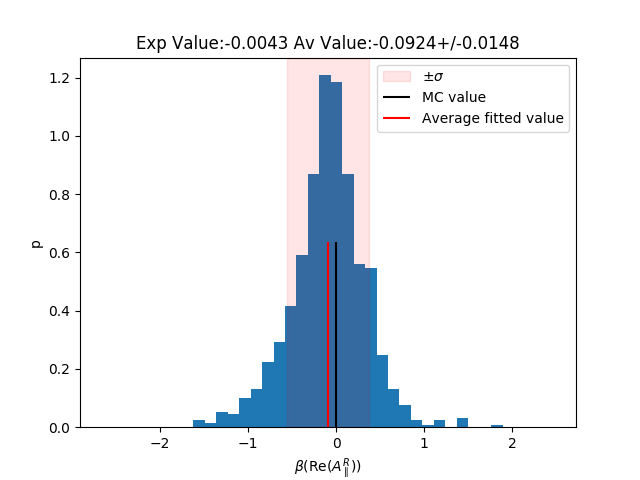 Exp Value:-0.0043 Av Value:-0.0924+/-0.0148
±σ
MC value
Average fitted value
1.2
1.0
0.8
0.6
0.4
0.2
0.0
p
−2 −1 0 1 2
β(Re(A∥^R))